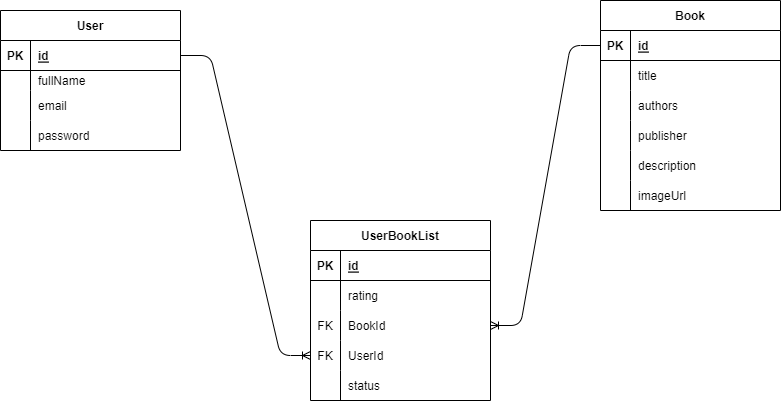 User
PK id
fullName
email
password
Book
PK id
title
authors
publisher
description
imageUrl
UserBookList
PK id
rating
FK BookId
FK UserId
status